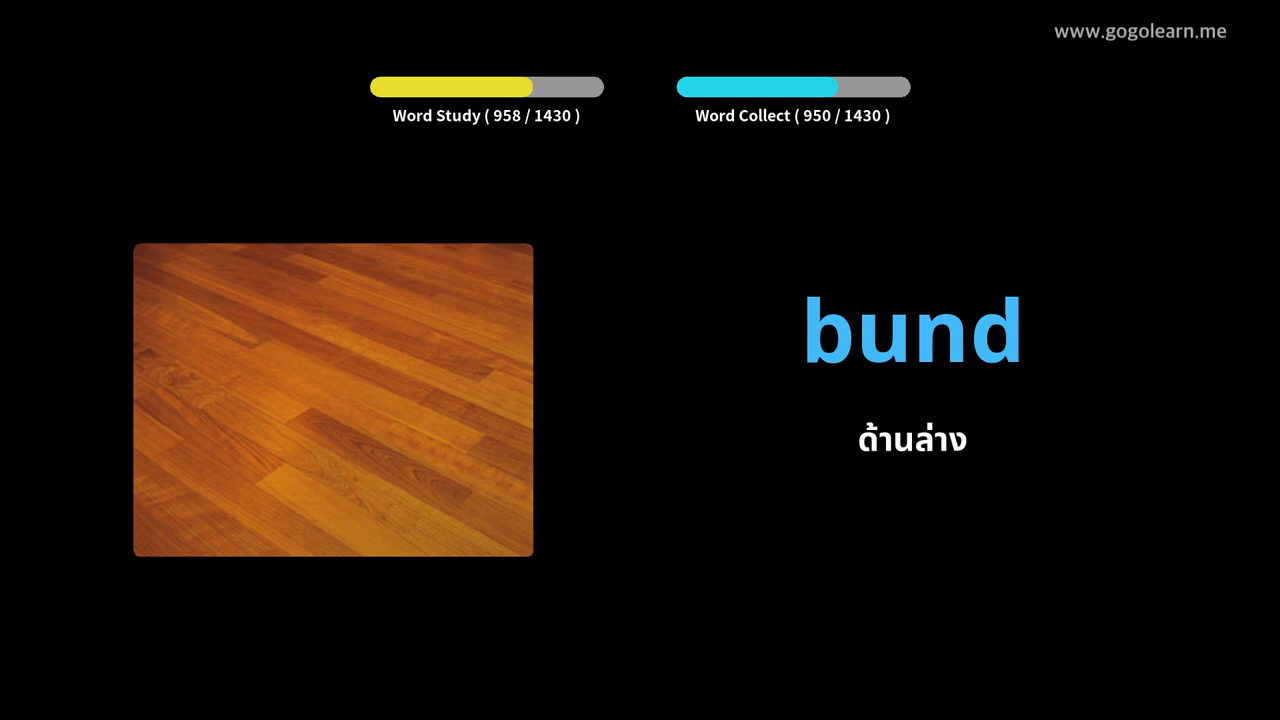 www.gogolearn.me
Word Study ( 958 / 1430 )
Word Collect ( 950 / 1430 )
bund
ด้านล่าง